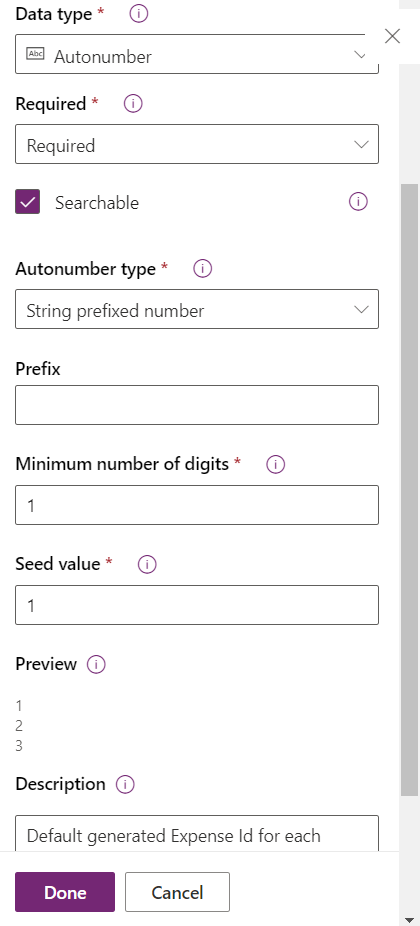 Data type *
Abc Autonumber
Required *
Required
Searchable
Autonumber type *
String prefixed number
Prefix
Minimum number of digits *
1
Seed value *
1
Preview
1
2
3
Description
Default generated Expense Id for each
Done Cancel